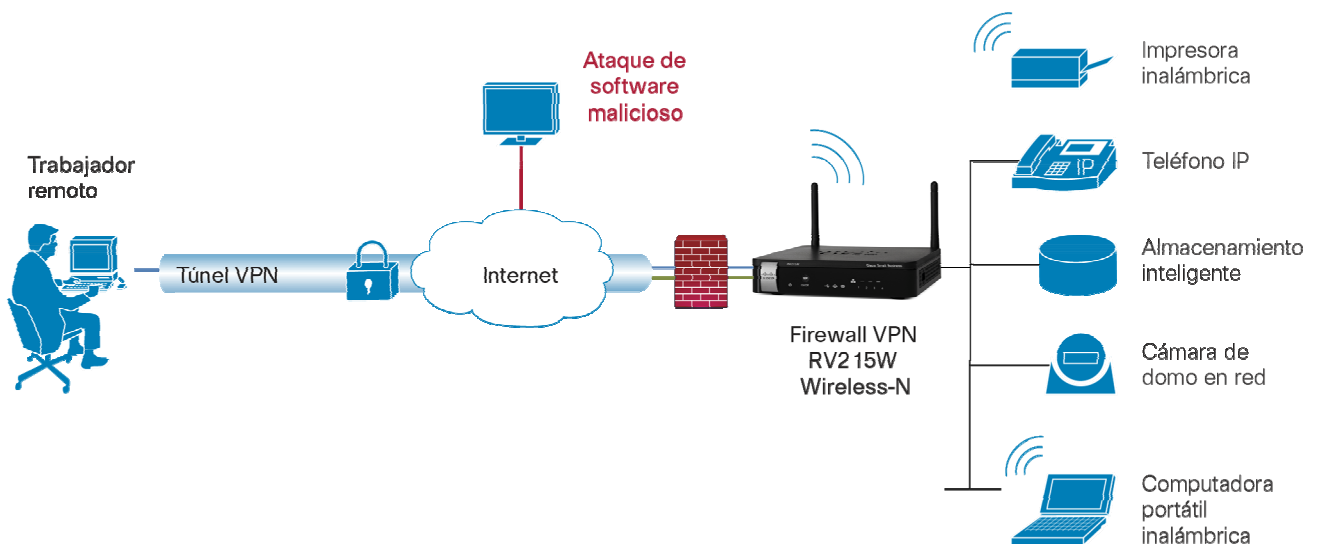 Trabajador
remoto
Túnel VPN
Ataque de
software
malicioso
Internet
Firewall VPN
RV215W
Wireless-N
Impresora
inalámbrica
IP
Teléfono IP
Almacenamiento
inteligente
Cámara de
domo en red
Computadora
portátil
inalámbrica